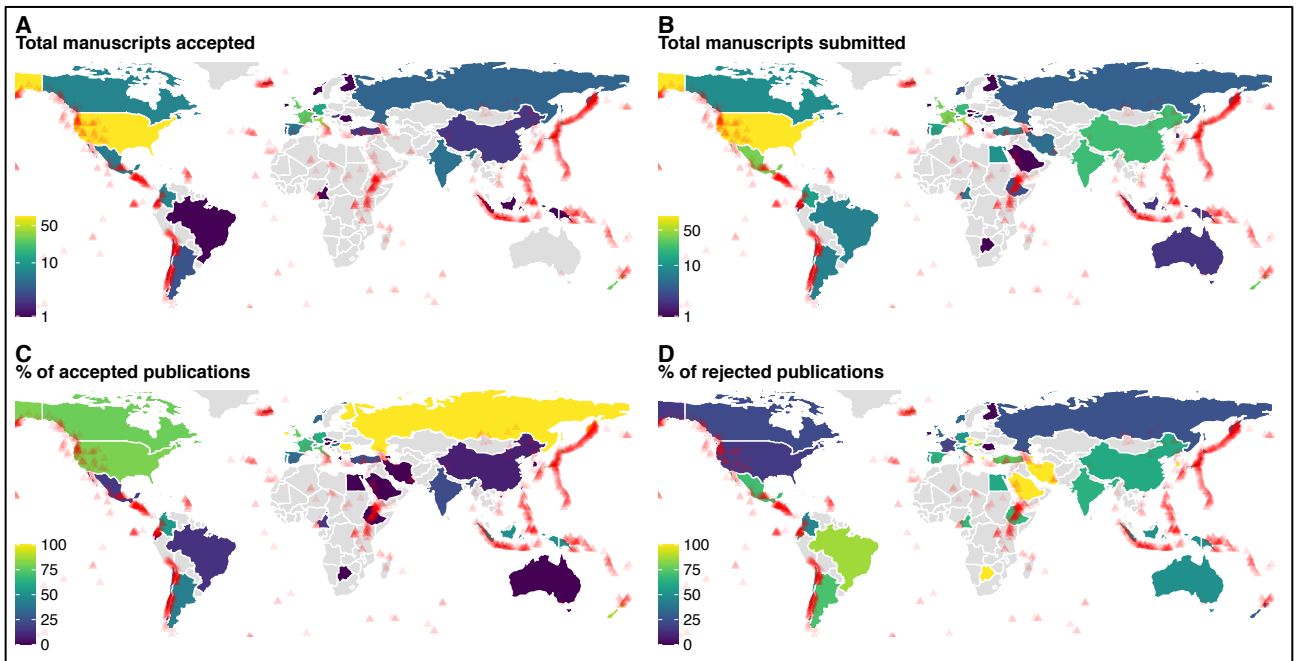 A
Total manuscripts accepted
50
10
1
B
Total manuscripts submitted
50
10
1
C
% of accepted publications
100
75
50
25
0
D
% of rejected publications
100
75
50
25
0